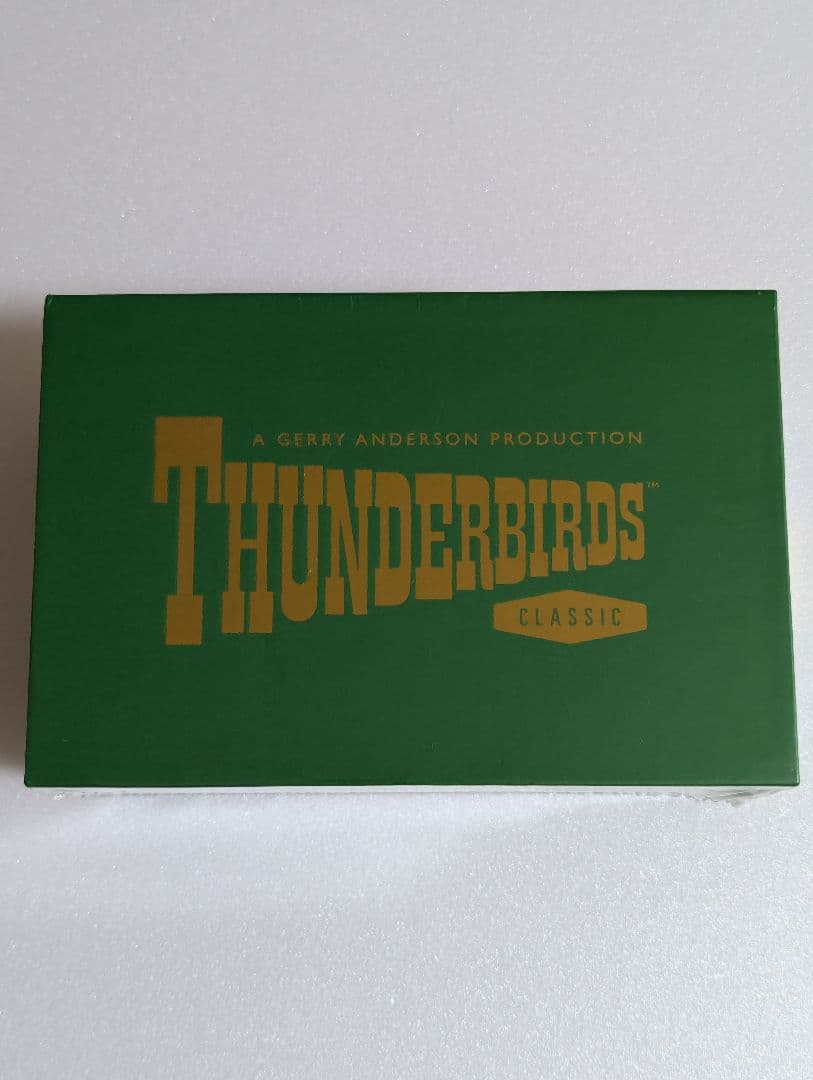 A GERRY ANDERSON PRODUCTION
THUNDERBIRDS™
CLASSIC